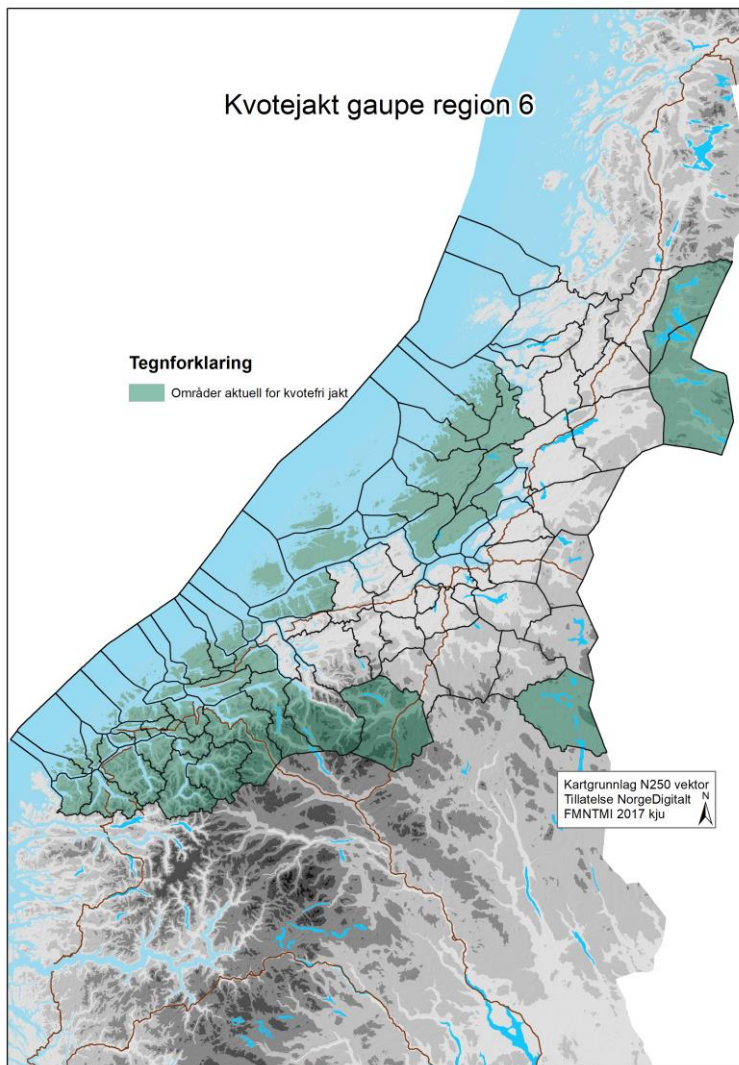 Kvotejakt gaupe region 6
Tegnforklaring
Områder aktuell for kvotefri jakt
Kartgrunnlag N250 vektor
Tillatelse NorgeDigitalt
FMNTMI 2017 kju
N